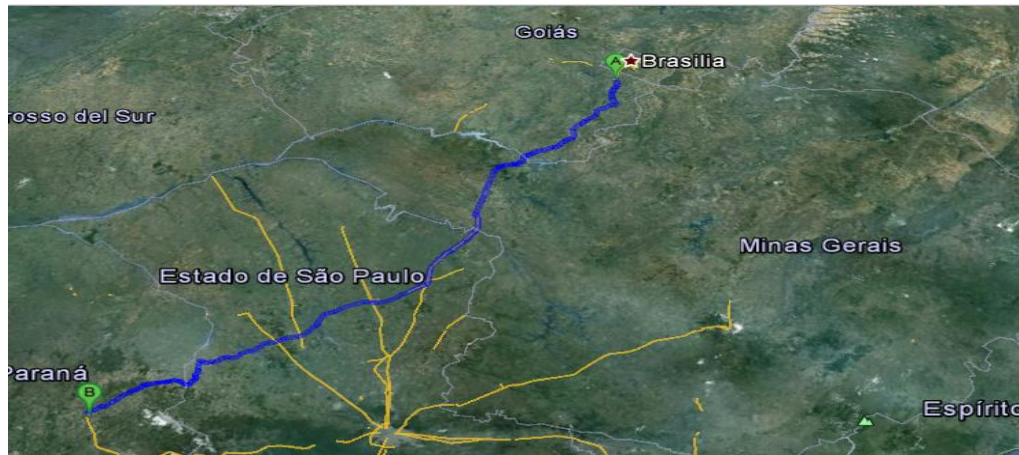 Goiás
A
Brasilia
rosso del Sur
Minas Gerais
Estado de São Paulo
Paraná
B
Espírito